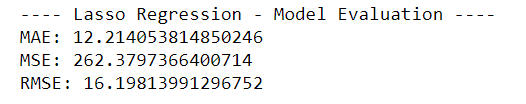 ---- Lasso Regression - Model Evaluation ----
MAE: 12.214053814850246
MSE: 262.3797366400714
RMSE: 16.19813991296752